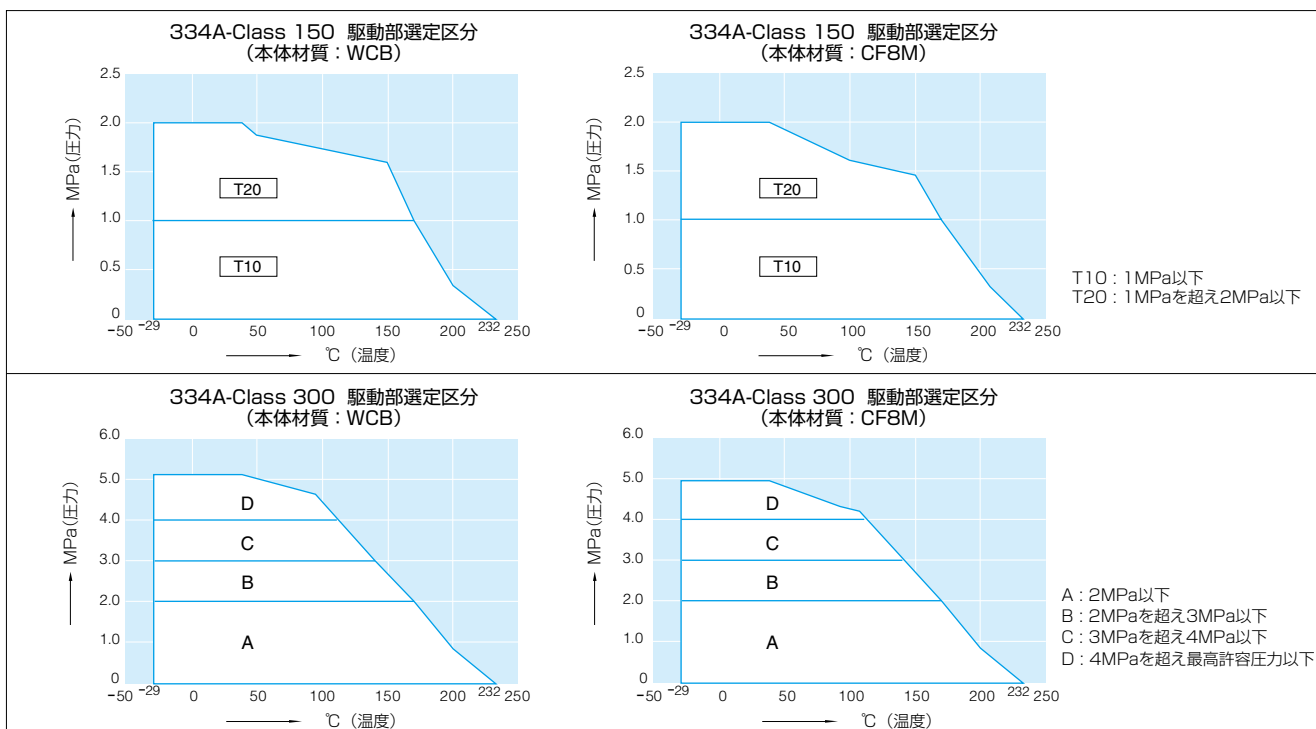 334A-Class 150 駆動部選定区分
（本体材質：WCB）
2.5
2.0
1.5
1.0
0.5
0
MPa（圧力）
T20
T10
-50
-29
0
50
100
150
200
232
250
℃（温度）
334A-Class 150 駆動部選定区分
（本体材質：CF8M）
2.5
2.0
1.5
1.0
0.5
0
MPa（圧力）
T20
T10
-50
-29
0
50
100
150
200
232
250
℃（温度）
T10：1MPa以下
T20：1MPaを超え2MPa以下
334A-Class 300 駆動部選定区分
（本体材質：WCB）
6.0
5.0
4.0
3.0
2.0
1.0
0
MPa（圧力）
D
C
B
A
-50
-29
0
50
100
150
200
232
250
℃（温度）
334A-Class 300 駆動部選定区分
（本体材質：CF8M）
6.0
5.0
4.0
3.0
2.0
1.0
0
MPa（圧力）
D
C
B
A
-50
-29
0
50
100
150
200
232
250
℃（温度）
A：2MPa以下
B：2MPaを超え3MPa以下
C：3MPaを超え4MPa以下
D：4MPaを超え最高許容圧力以下